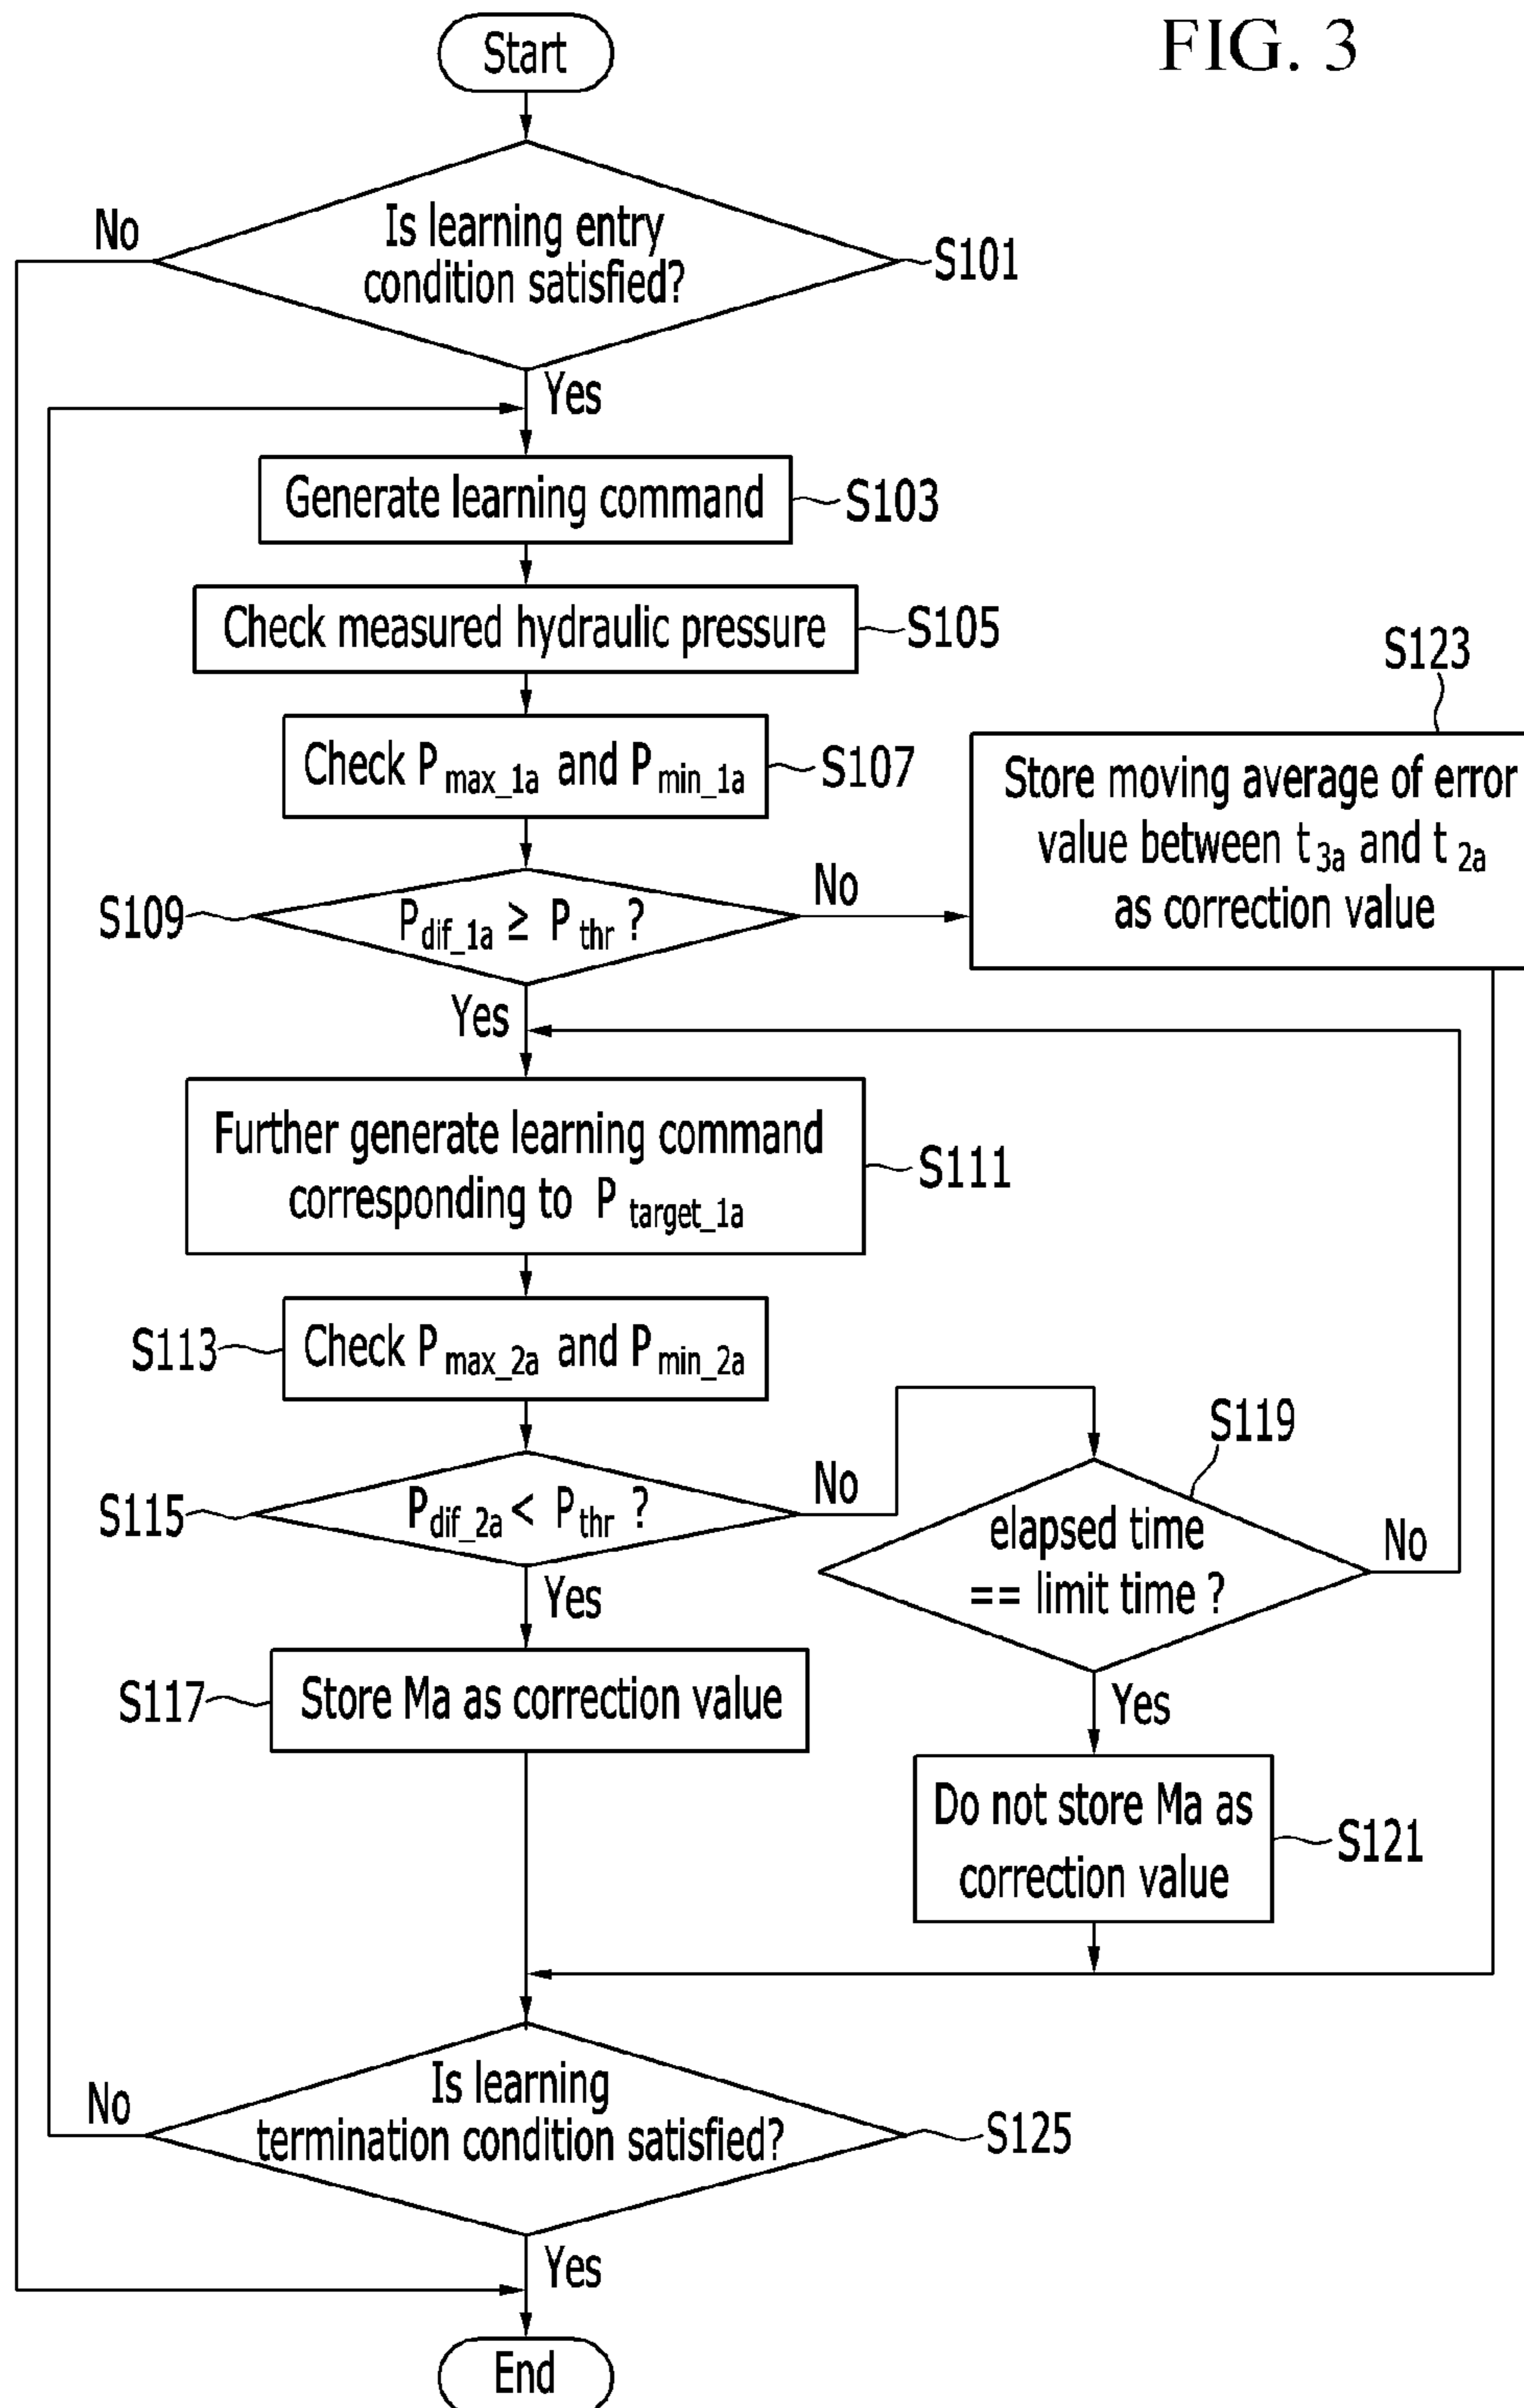 FIG. 3
Start
No
Is learning entry
condition satisfied?
S101
Yes
Generate learning command
S103
Check measured hydraulic pressure
S105
Check P max_1a and P min_1a
S107
S123
Store moving average of error
value between t 3a and t 2a
as correction value
S109
P dif_1a ≥ P thr ?
No
Yes
Further generate learning command
corresponding to P target_1a
S111
S113
Check P max_2a and P min_2a
S115
P dif_2a < P thr ?
No
S119
elapsed time
== limit time ?
No
Yes
S117
Store Ma as correction value
Yes
Do not store Ma as
correction value
S121
No
Is learning
termination condition satisfied?
S125
Yes
End